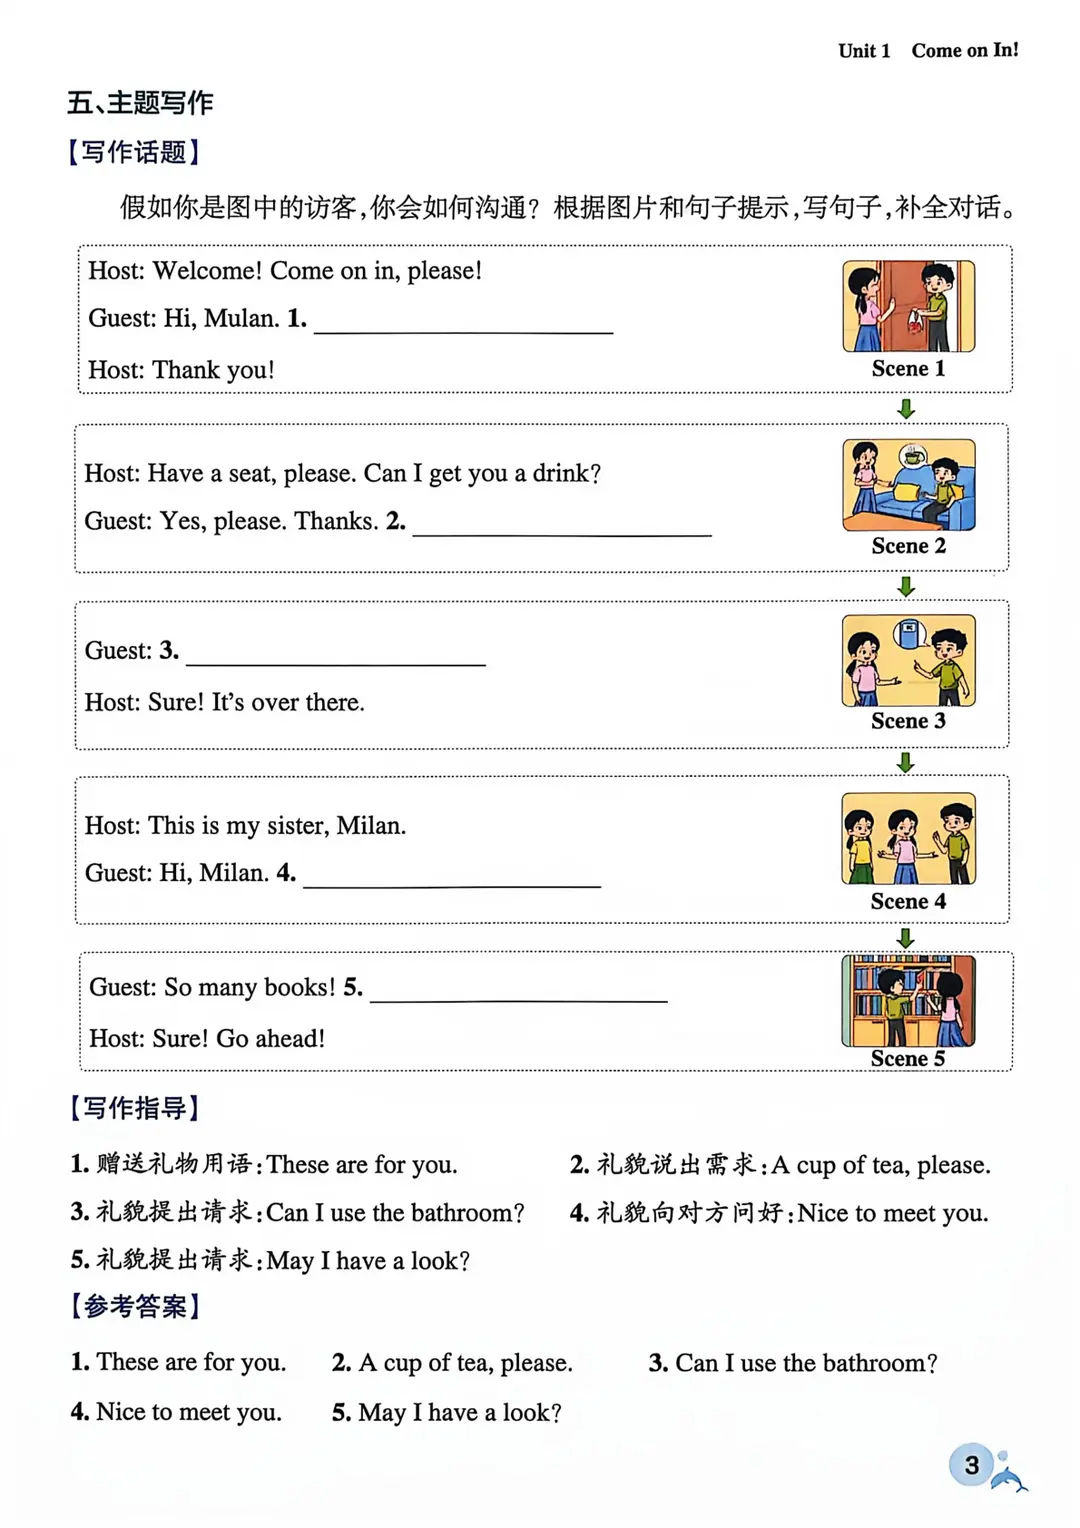 Unit 1 Come on In!
五、主题写作
【写作话题】
假如你是图中的访客,你会如何沟通?根据图片和句子提示,写句子,补全对话。
Host: Welcome! Come on in, please!
Guest: Hi, Mulan. 1. ____________________
Host: Thank you!
Scene 1
Host: Have a seat, please. Can I get you a drink?
Guest: Yes, please. Thanks. 2. ____________________
Scene 2
Guest: 3. ____________________
Host: Sure! It's over there.
Scene 3
Host: This is my sister, Milan.
Guest: Hi, Milan. 4. ____________________
Scene 4
Guest: So many books! 5. ____________________
Host: Sure! Go ahead!
Scene 5
【写作指导】
1. 赠送礼物用语:These are for you. 2. 礼貌说出需求:A cup of tea, please.
3. 礼貌提出请求:Can I use the bathroom? 4. 礼貌向对方问好:Nice to meet you.
5. 礼貌提出请求:May I have a look?
【参考答案】
1. These are for you. 2. A cup of tea, please. 3. Can I use the bathroom?
4. Nice to meet you. 5. May I have a look?
3